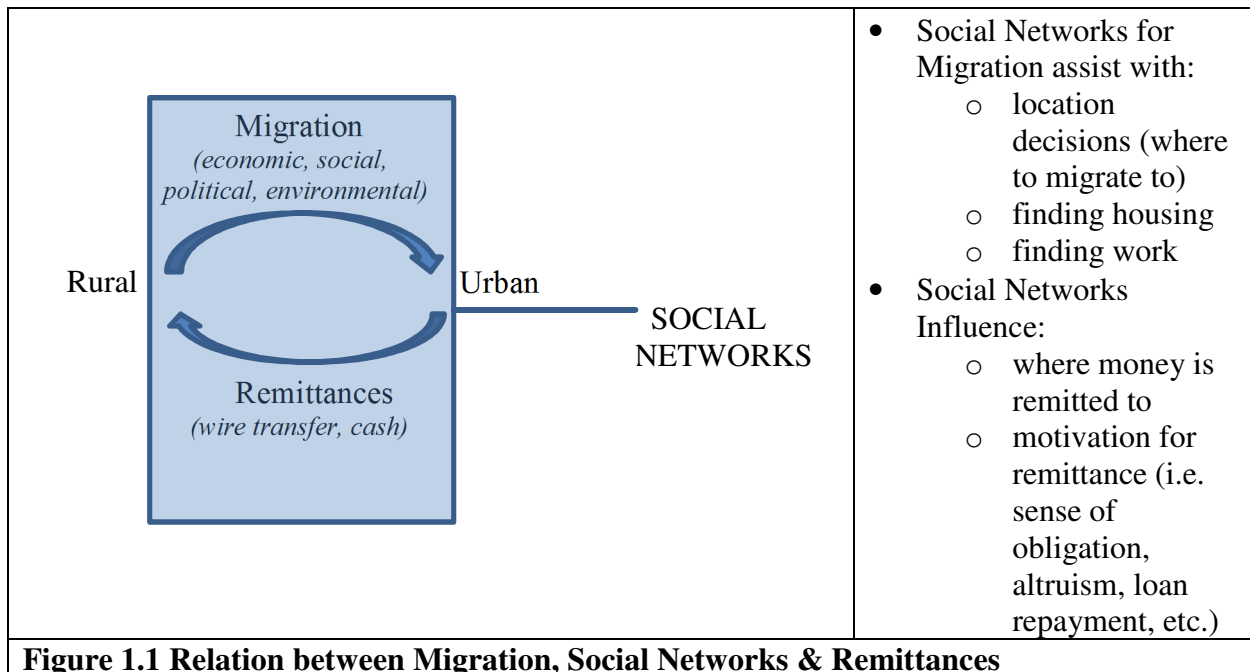 Migration
(economic, social,
political, environmental)
Rural
Urban
SOCIAL
NETWORKS
Remittances
(wire transfer, cash)
• Social Networks for
Migration assist with:
o location
decisions (where
to migrate to)
o finding housing
o finding work
• Social Networks
Influence:
o where money is
remitted to
o motivation for
remittance (i.e.
sense of
obligation,
altruism, loan
repayment, etc.)
Figure 1.1 Relation between Migration, Social Networks & Remittances